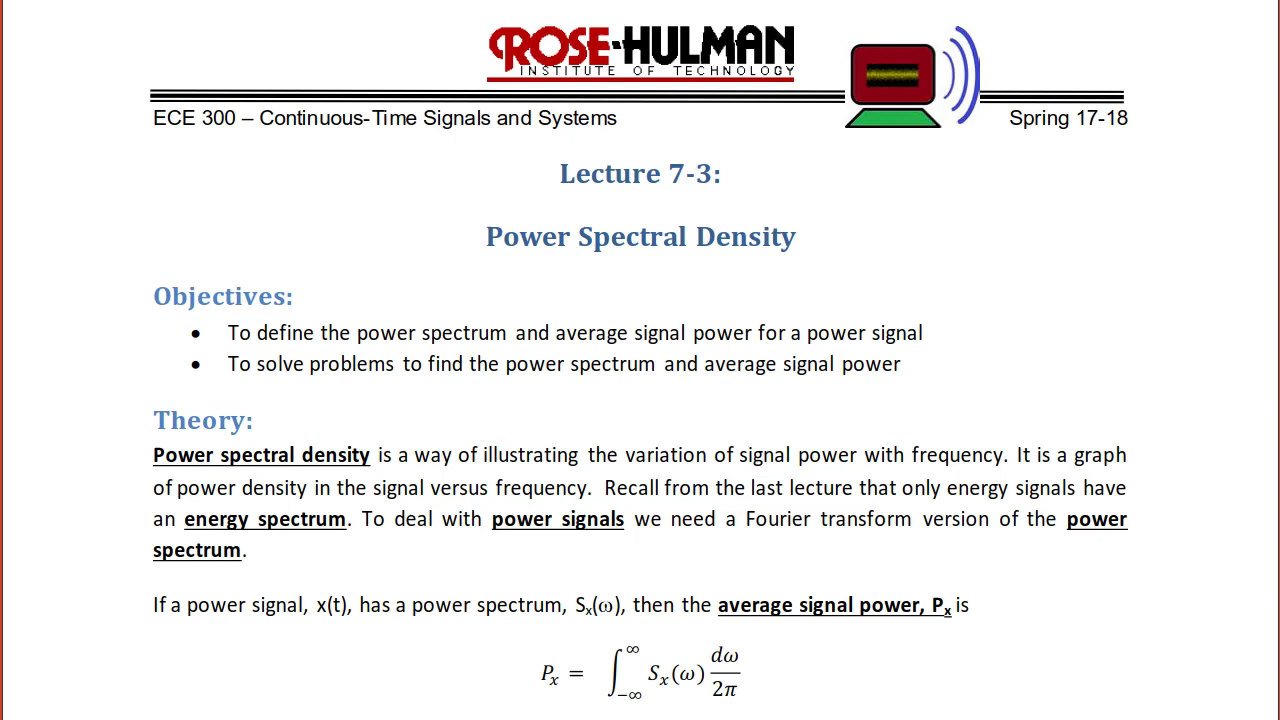 ROSE-HULMAN
INSTITUTE OF TECHNOLOGY
ECE 300 – Continuous-Time Signals and Systems Spring 17-18
Lecture 7-3:
Power Spectral Density
Objectives:
• To define the power spectrum and average signal power for a power signal
• To solve problems to find the power spectrum and average signal power
Theory:
Power spectral density is a way of illustrating the variation of signal power with frequency. It is a graph
of power density in the signal versus frequency. Recall from the last lecture that only energy signals have
an energy spectrum. To deal with power signals we need a Fourier transform version of the power
spectrum.
If a power signal, x(t), has a power spectrum, Sₓ(ω), then the average signal power, Pₓ is
Pₓ = ∫_{−∞}^{∞} Sₓ(ω) dω/2π